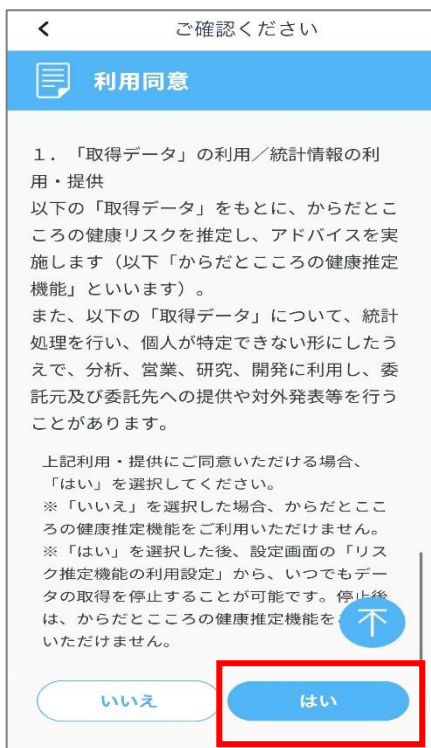 ご確認ください
利用同意
１．「取得データ」の利用／統計情報の利
用・提供
以下の「取得データ」をもとに、からだとこ
ころの健康リスクを推定し、アドバイスを実
施します（以下「からだとこころの健康推定
機能」といいます）。
また、以下の「取得データ」について、統計
処理を行い、個人が特定できない形にしたう
えで、分析、営業、研究、開発に利用し、委
託元及び委託先への提供や対外発表等を行う
ことがあります。
上記利用・提供にご同意いただける場合、
「はい」を選択してください。
※「いいえ」を選択した場合、からだとここ
ろの健康推定機能をご利用いただけません。
※「はい」を選択した後、設定画面の「リス
ク推定機能の利用設定」から、いつでもデー
タの取得を停止することが可能です。停止後
は、からだとこころの健康推定機能を
いただけません。
いいえ
はい